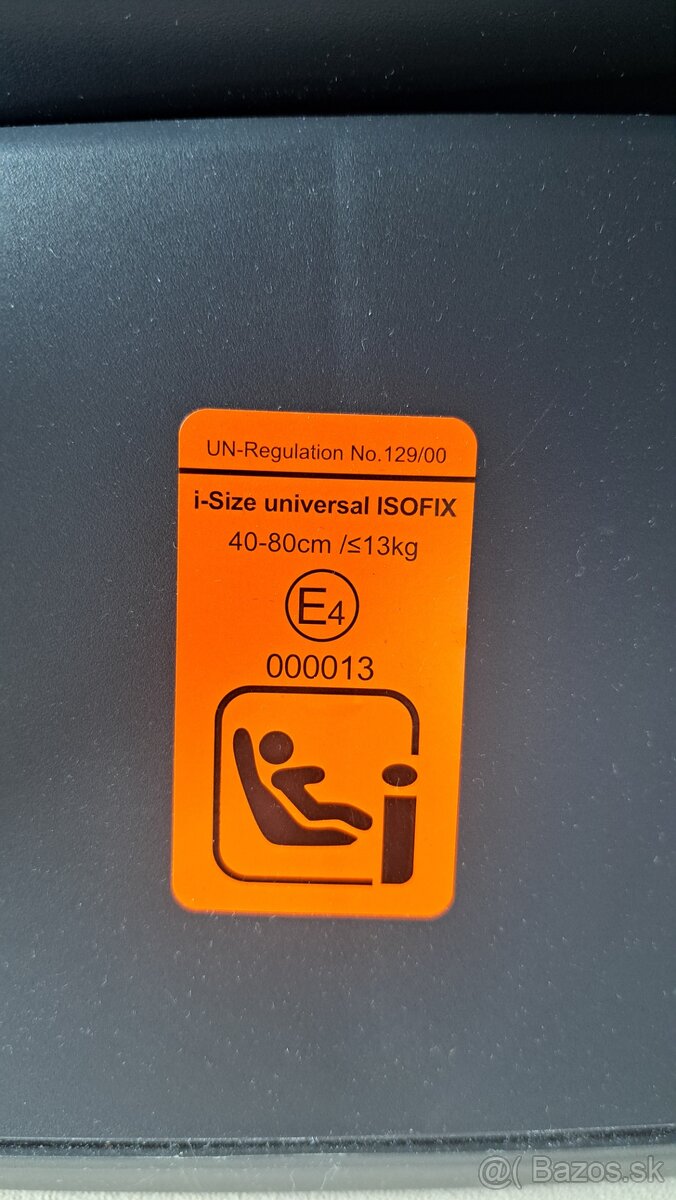 UN-Regulation No.129/00
i-Size universal ISOFIX
40-80cm /≤13kg
E4
000013
i
@( Bazos.sk